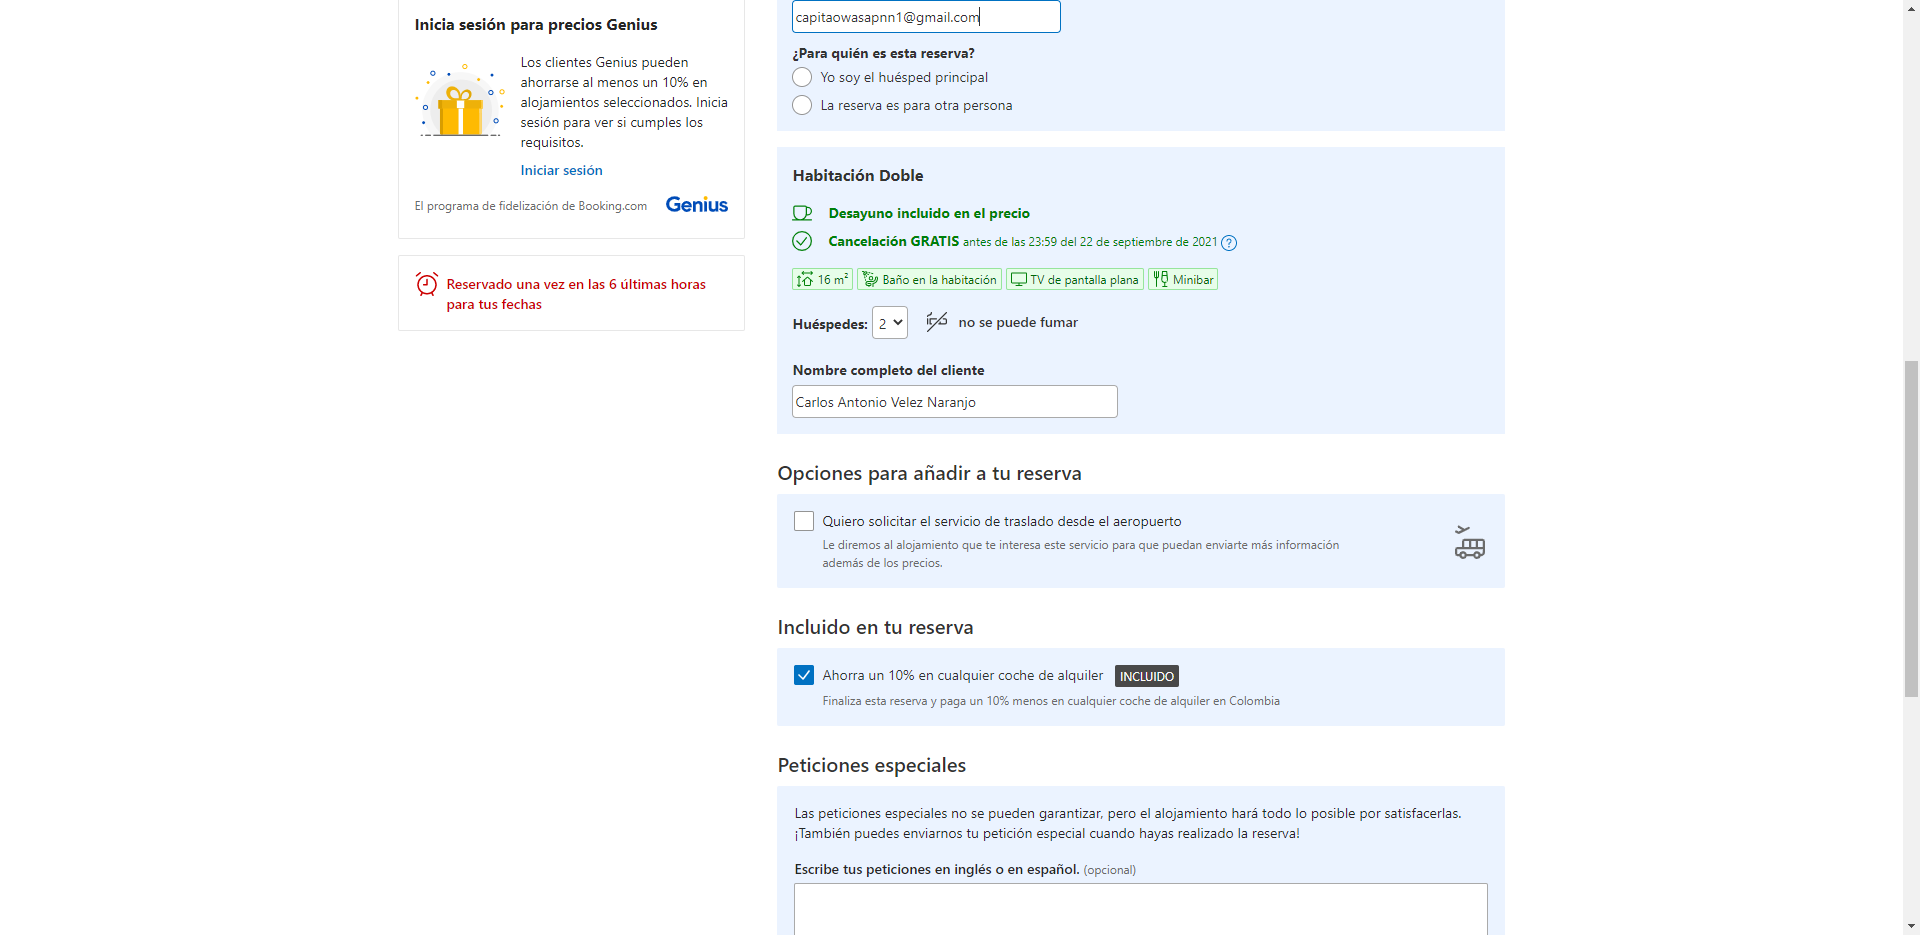 Inicia sesión para precios Genius
Los clientes Genius pueden
ahorrarse al menos un 10% en
alojamientos seleccionados. Inicia
sesión para ver si cumples los
requisitos.
Iniciar sesión
El programa de fidelización de Booking.com
Genius
Reservado una vez en las 6 últimas horas
para tus fechas
capitaowasapnn1@gmail.com
¿Para quién es esta reserva?
Yo soy el huésped principal
La reserva es para otra persona
Habitación Doble
Desayuno incluido en el precio
Cancelación GRATIS antes de las 23:59 del 22 de septiembre de 2021 ?
16 m² Baño en la habitación TV de pantalla plana Minibar
Huéspedes: 2 no se puede fumar
Nombre completo del cliente
Carlos Antonio Velez Naranjo
Opciones para añadir a tu reserva
Quiero solicitar el servicio de traslado desde el aeropuerto
Le diremos al alojamiento que te interesa este servicio para que puedan enviarte más información
además de los precios.
Incluido en tu reserva
Ahorra un 10% en cualquier coche de alquiler INCLUIDO
Finaliza esta reserva y paga un 10% menos en cualquier coche de alquiler en Colombia
Peticiones especiales
Las peticiones especiales no se pueden garantizar, pero el alojamiento hará todo lo posible por satisfacerlas.
¡También puedes enviarnos tu petición especial cuando hayas realizado la reserva!
Escribe tus peticiones en inglés o en español. (opcional)